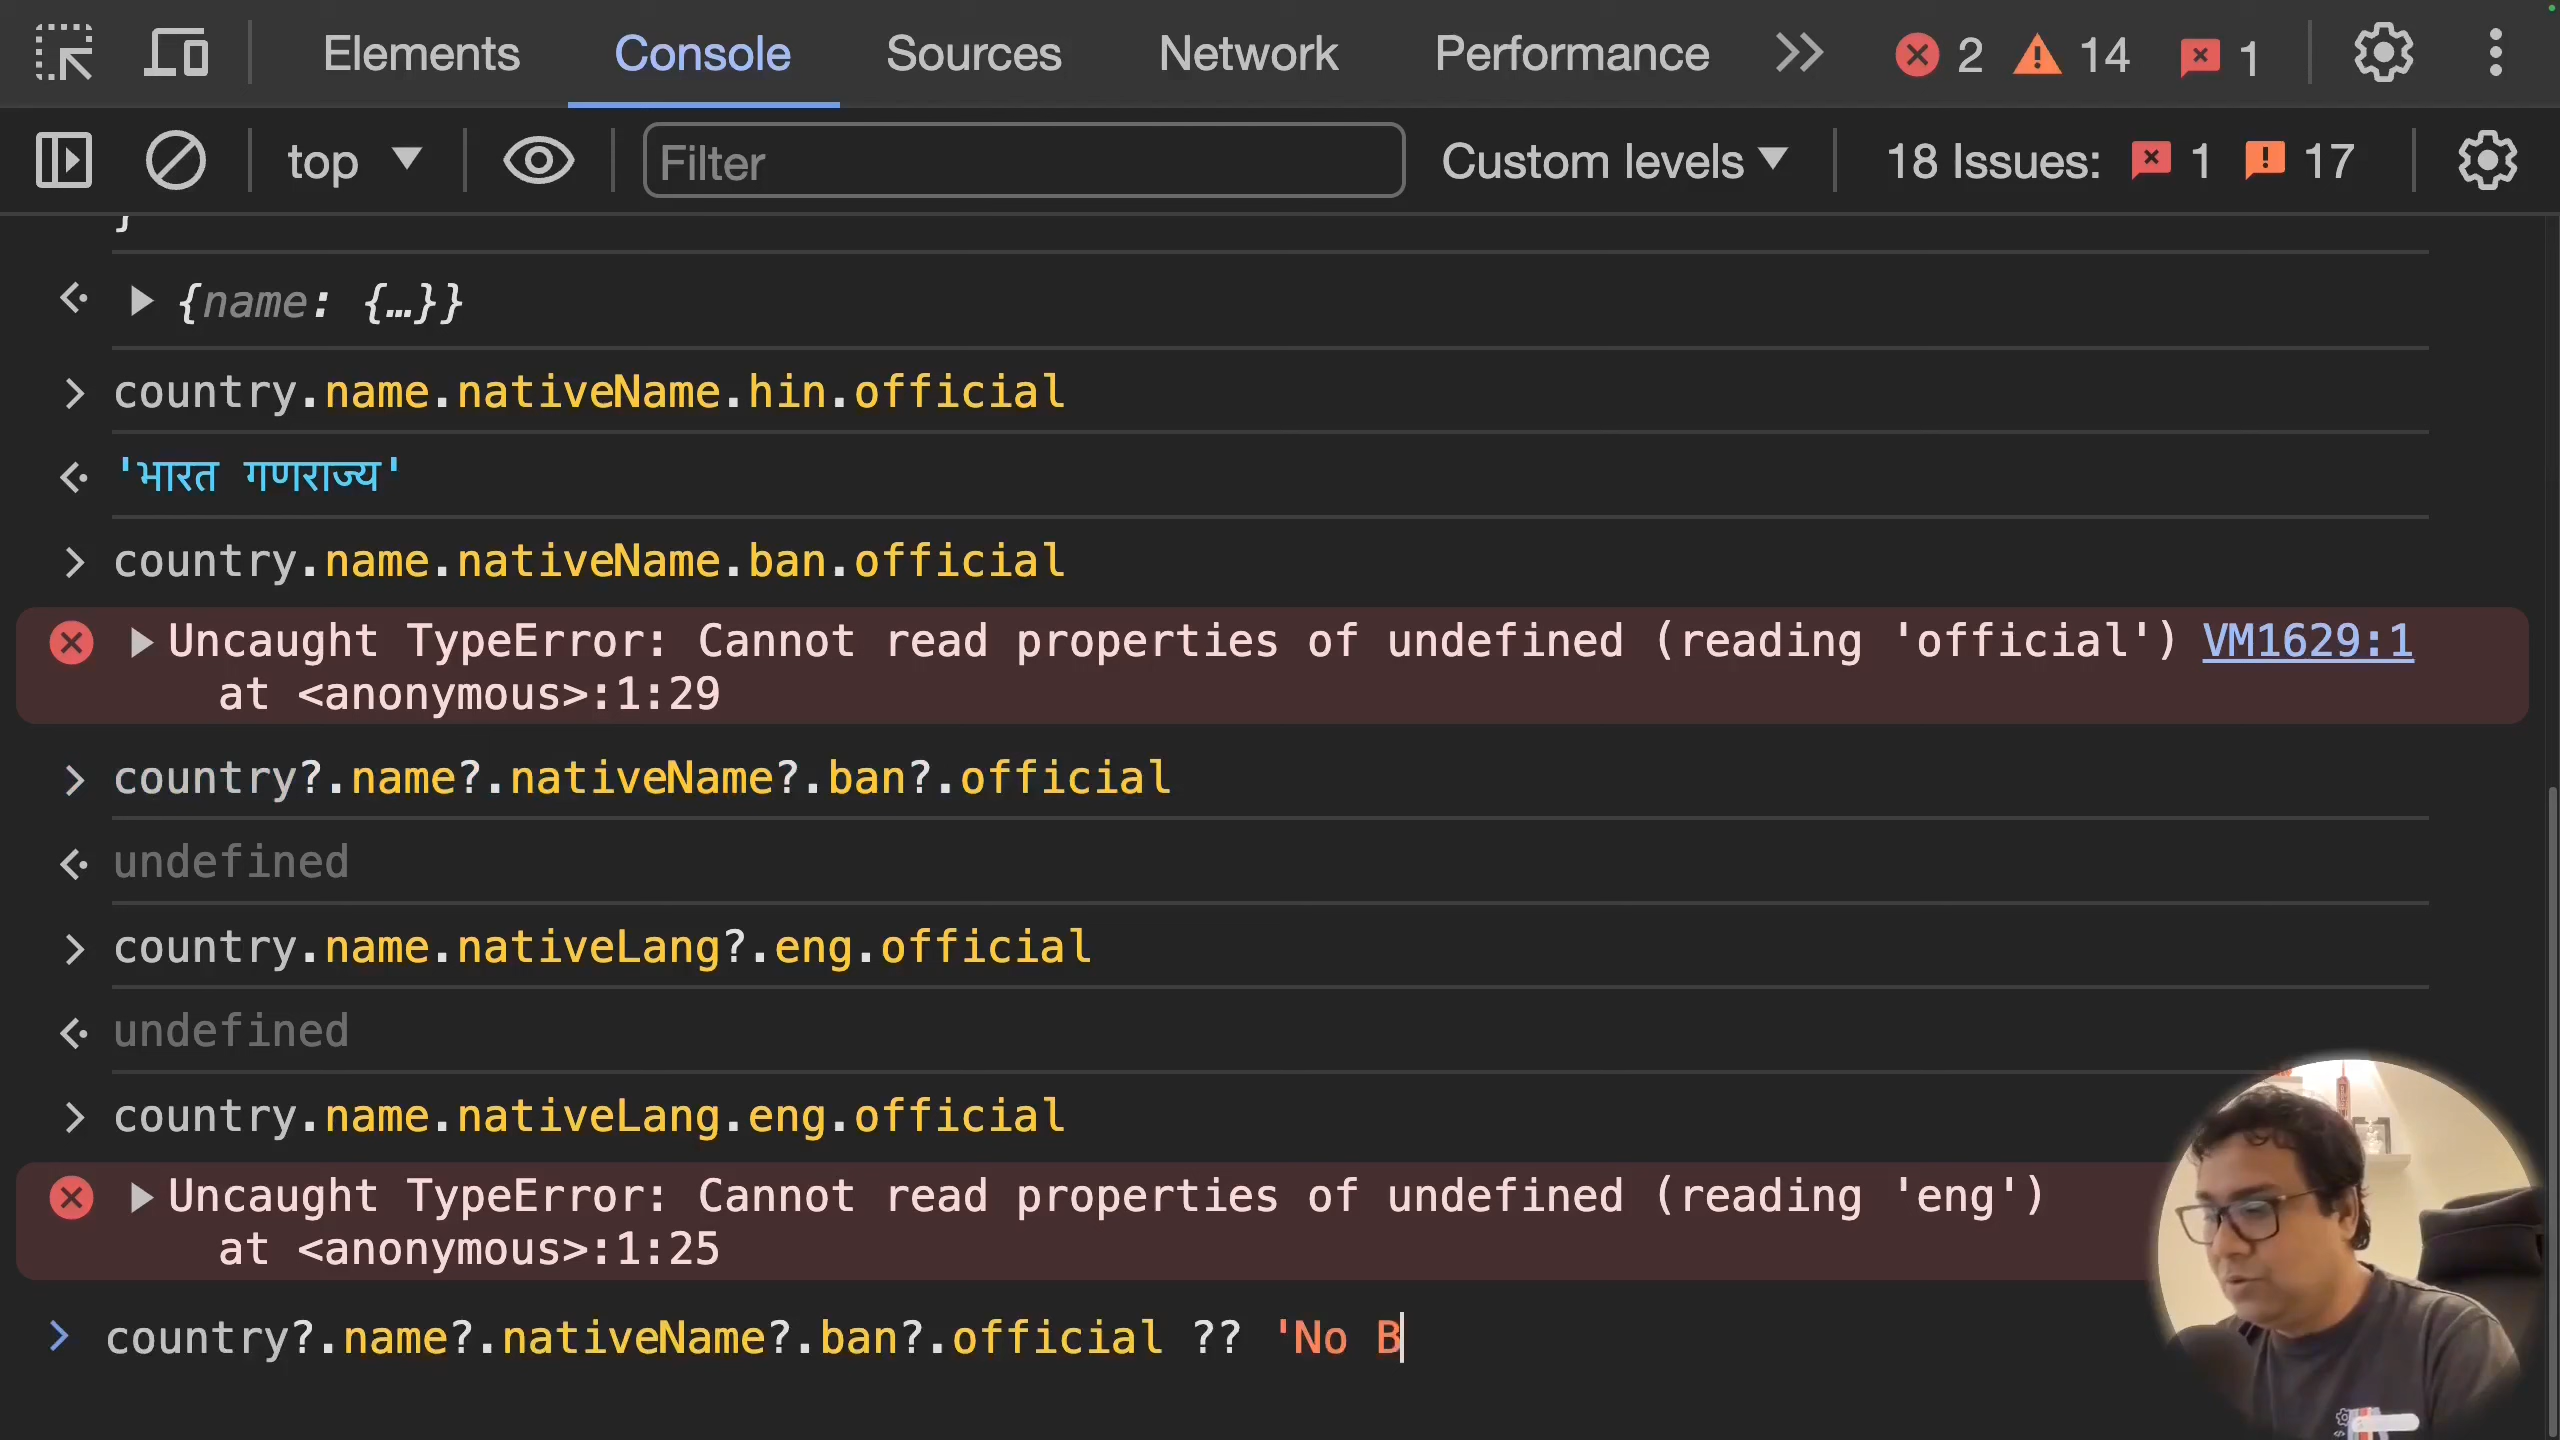 Elements Console Sources Network Performance 2 14 1
top Filter Custom levels 18 Issues: 1 17
}
{name: {…}}
country.name.nativeName.hin.official
'भारत गणराज्य'
country.name.nativeName.ban.official
Uncaught TypeError: Cannot read properties of undefined (reading 'official') VM1629:1
at <anonymous>:1:29
country?.name?.nativeName?.ban?.official
undefined
country.name.nativeLang?.eng.official
undefined
country.name.nativeLang.eng.official
Uncaught TypeError: Cannot read properties of undefined (reading 'eng')
at <anonymous>:1:25
country?.name?.nativeName?.ban?.official ?? 'No B